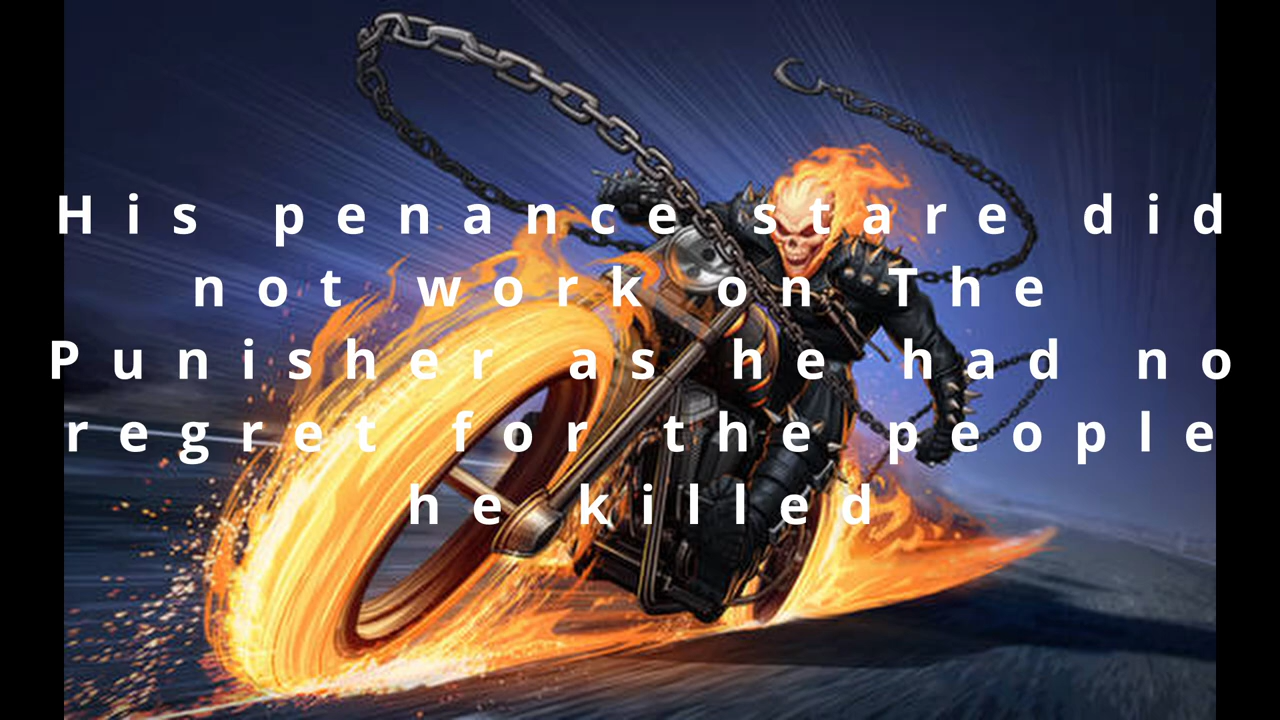 His penance stare did
not work on The
Punisher as he had no
regret for the people
he killed